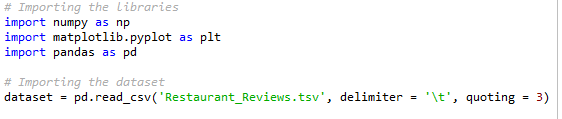 # Importing the libraries
import numpy as np
import matplotlib.pyplot as plt
import pandas as pd
# Importing the dataset
dataset = pd.read_csv('Restaurant_Reviews.tsv', delimiter = '\t', quoting = 3)